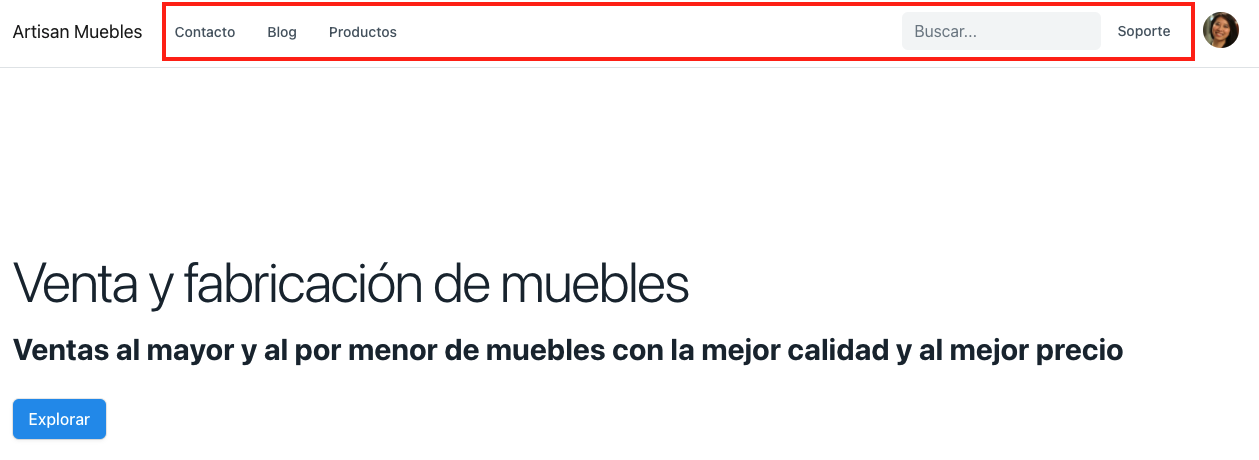 Artisan Muebles Contacto Blog Productos Buscar... Soporte
Venta y fabricación de muebles
Ventas al mayor y al por menor de muebles con la mejor calidad y al mejor precio
Explorar